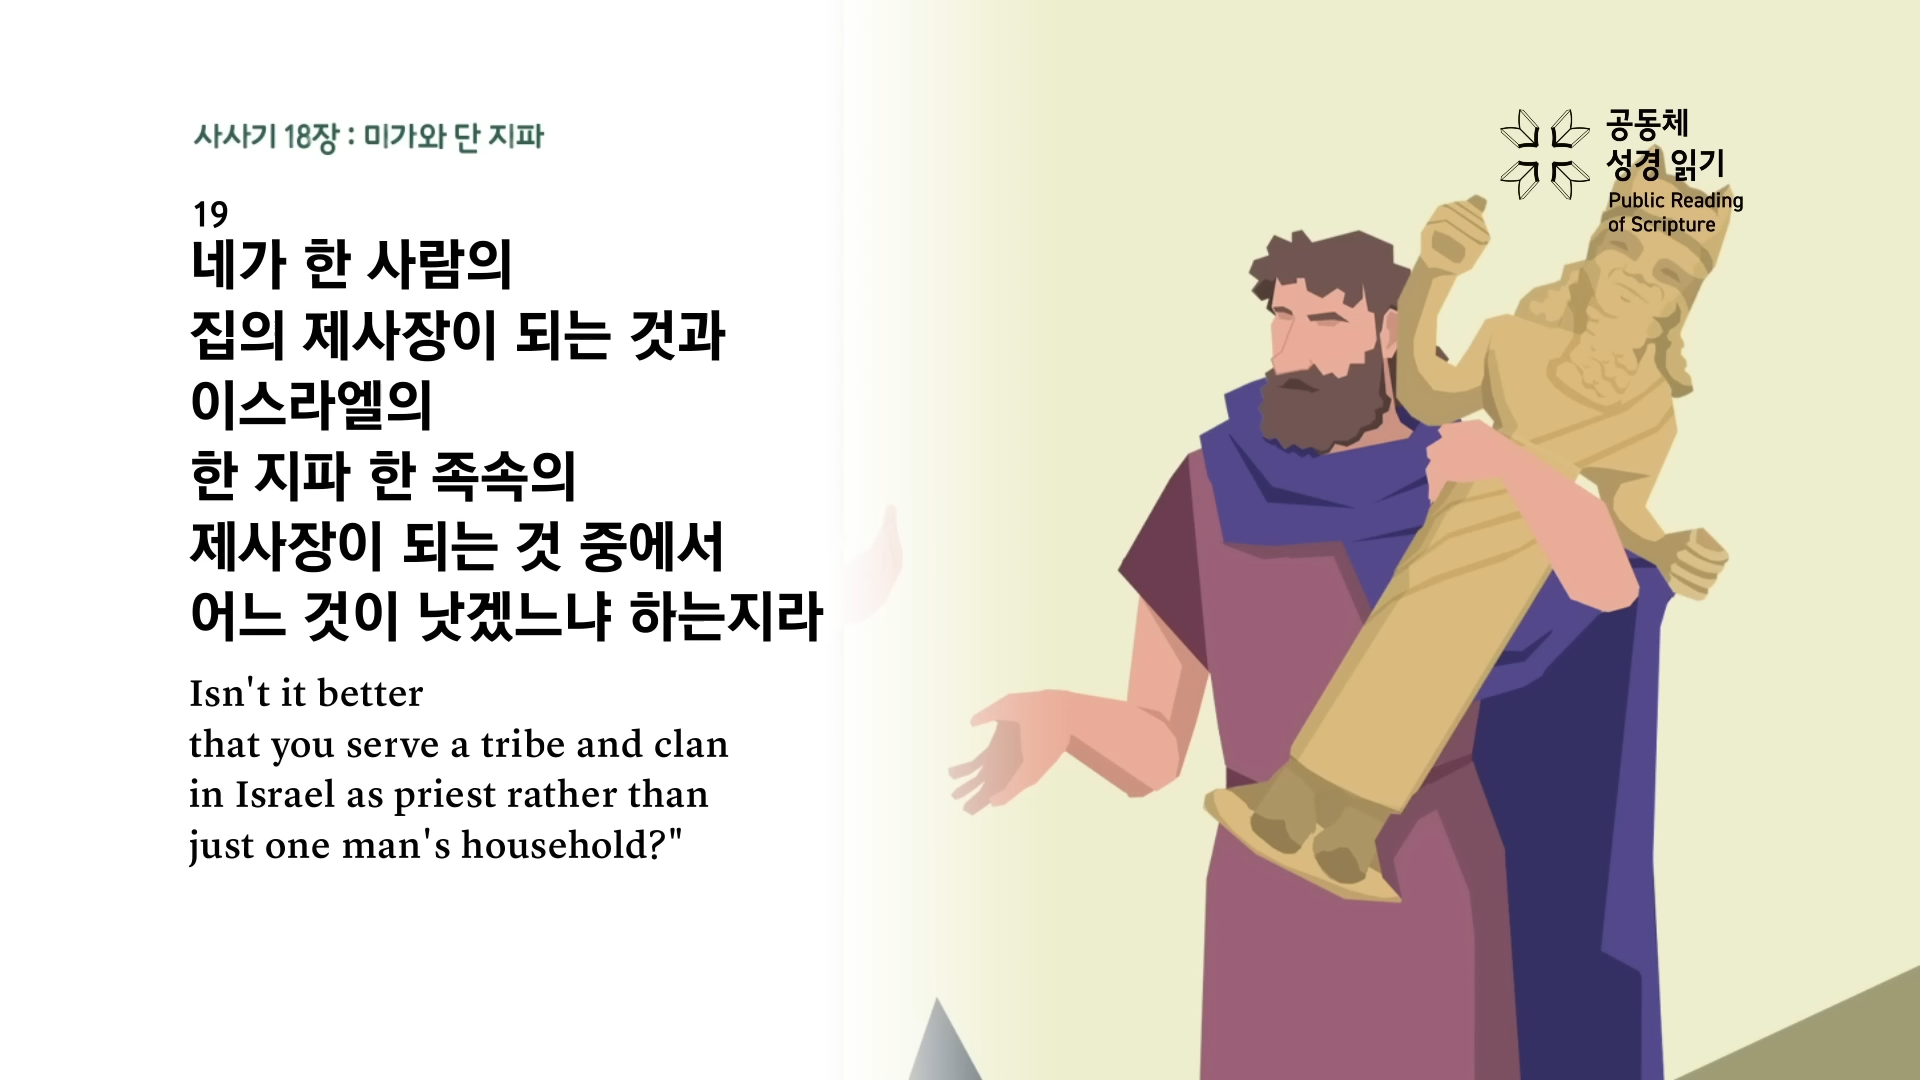 사사기 18장 : 미가와 단 지파
19
네가 한 사람의
집의 제사장이 되는 것과
이스라엘의
한 지파 한 족속의
제사장이 되는 것 중에서
어느 것이 낫겠느냐 하는지라
Isn't it better
that you serve a tribe and clan
in Israel as priest rather than
just one man's household?"
공동체
성경 읽기
Public Reading
of Scripture